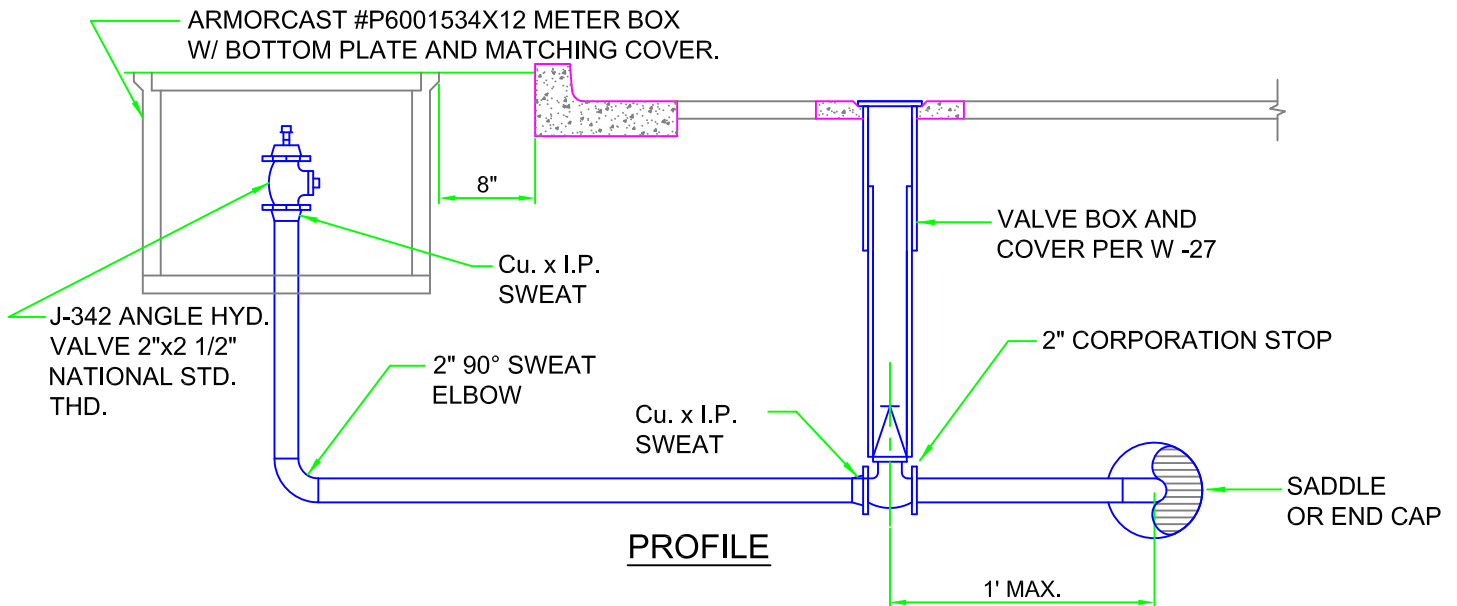 ARMORCAST #P6001534X12 METER BOX
W/ BOTTOM PLATE AND MATCHING COVER.
8"
VALVE BOX AND
COVER PER W -27
Cu. x I.P.
SWEAT
J-342 ANGLE HYD.
VALVE 2"x2 1/2"
NATIONAL STD.
THD.
2" 90° SWEAT
ELBOW
2" CORPORATION STOP
Cu. x I.P.
SWEAT
SADDLE
OR END CAP
PROFILE
1' MAX.